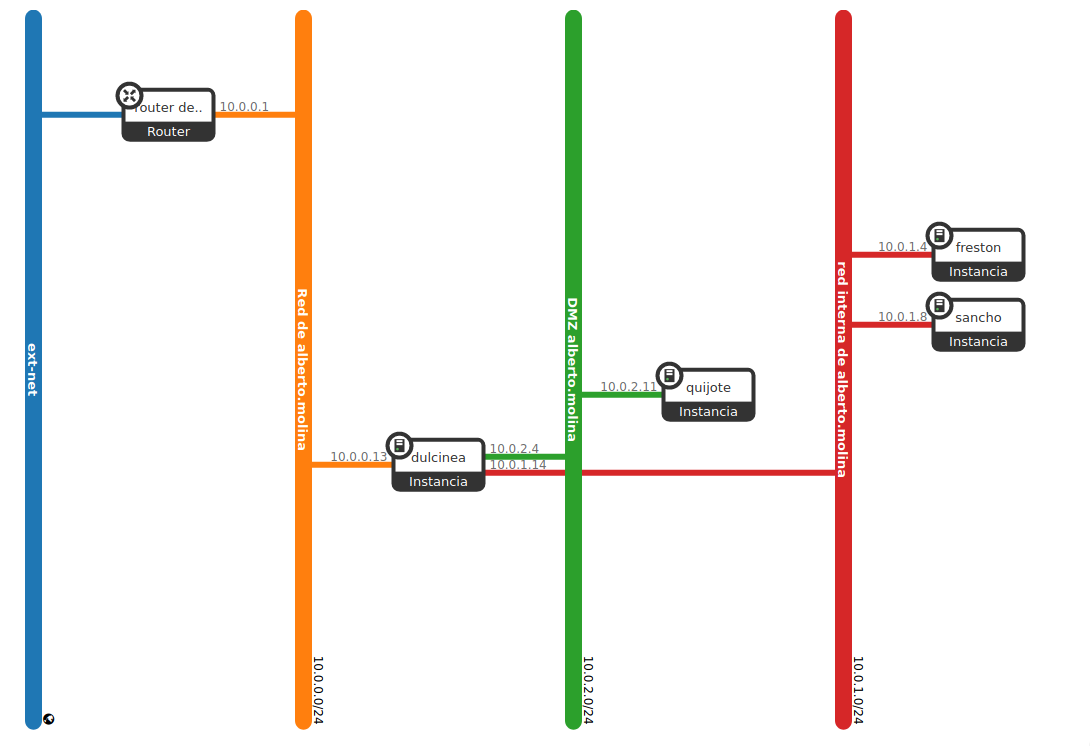 router de..
Router
10.0.0.1
freston
Instancia
10.0.1.4
sancho
Instancia
10.0.1.8
quijote
Instancia
10.0.2.11
dulcinea
Instancia
10.0.0.13
10.0.2.4
10.0.1.14
ext-net
Red de alberto.molina
DMZ alberto.molina
red interna de alberto.molina
10.0.0.0/24
10.0.2.0/24
10.0.1.0/24